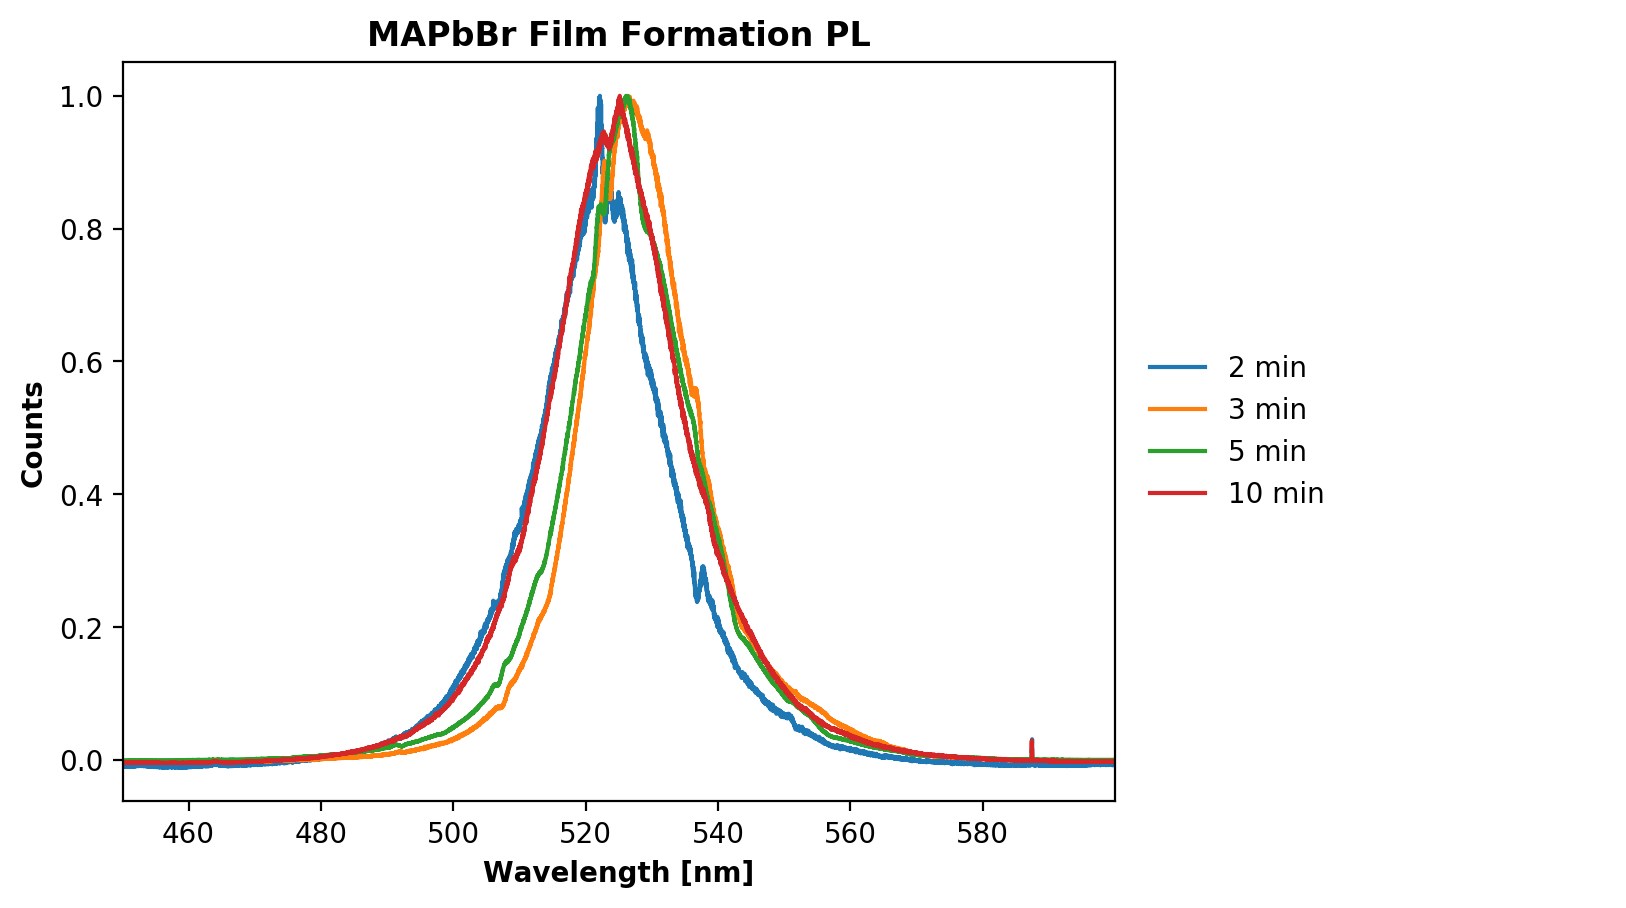 MAPbBr Film Formation PL
1.0
0.8
0.6
0.4
0.2
0.0
Counts
460 480 500 520 540 560 580
Wavelength [nm]
2 min
3 min
5 min
10 min